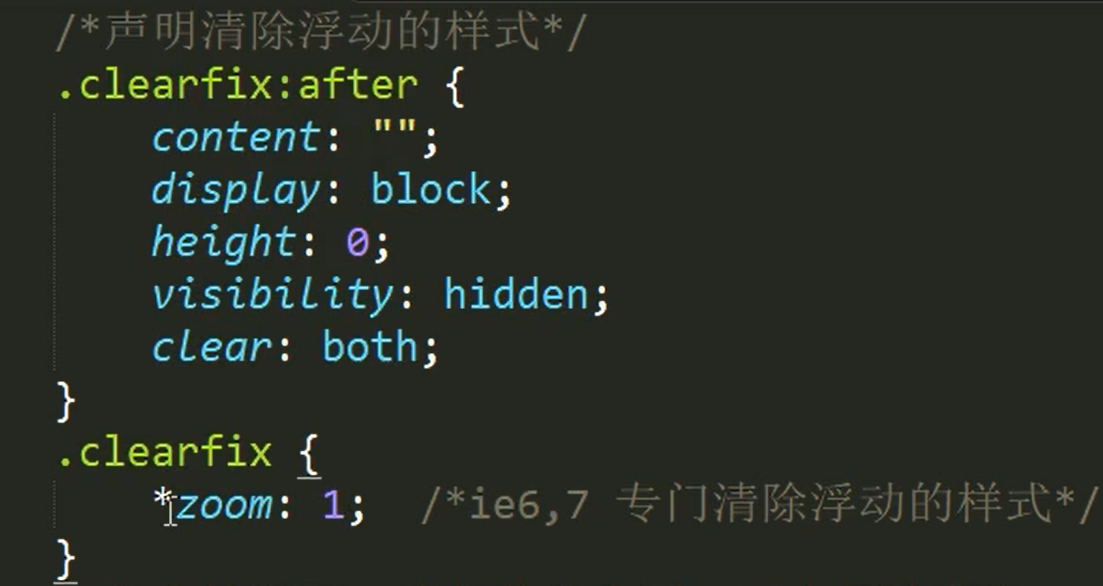 /*声明清除浮动的样式*/
.clearfix:after {
content: "";
display: block;
height: 0;
visibility: hidden;
clear: both;
}
.clearfix {
*zoom: 1; /*ie6,7 专门清除浮动的样式*/
}